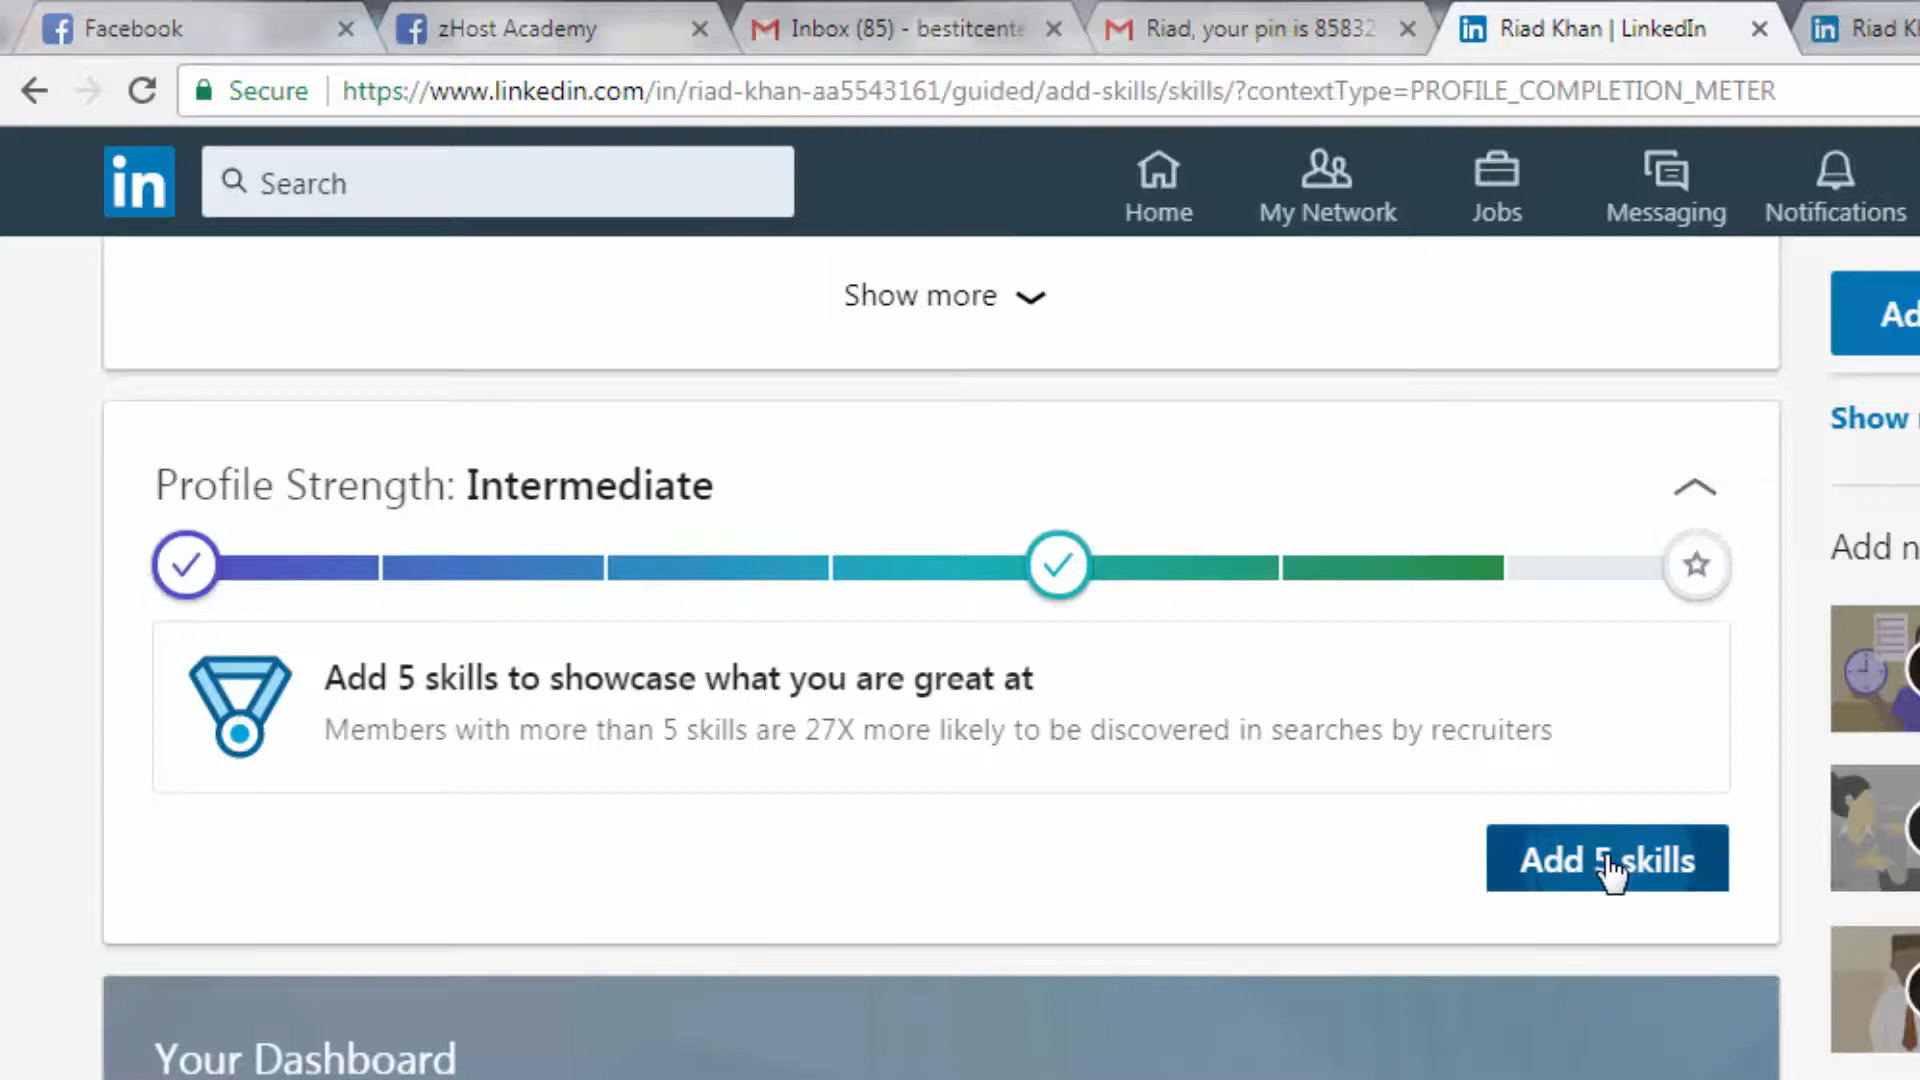 Facebook
zHost Academy
Inbox (85) - bestitcente
Riad, your pin is 85832
Riad Khan | LinkedIn
Riad K
Secure
https://www.linkedin.com/in/riad-khan-aa5543161/guided/add-skills/skills/?contextType=PROFILE_COMPLETION_METER
in
Search
Home
My Network
Jobs
Messaging
Notifications
Show more
Ad
Show
Profile Strength: Intermediate
Add n
Add 5 skills to showcase what you are great at
Members with more than 5 skills are 27X more likely to be discovered in searches by recruiters
Add 5 skills
Your Dashboard